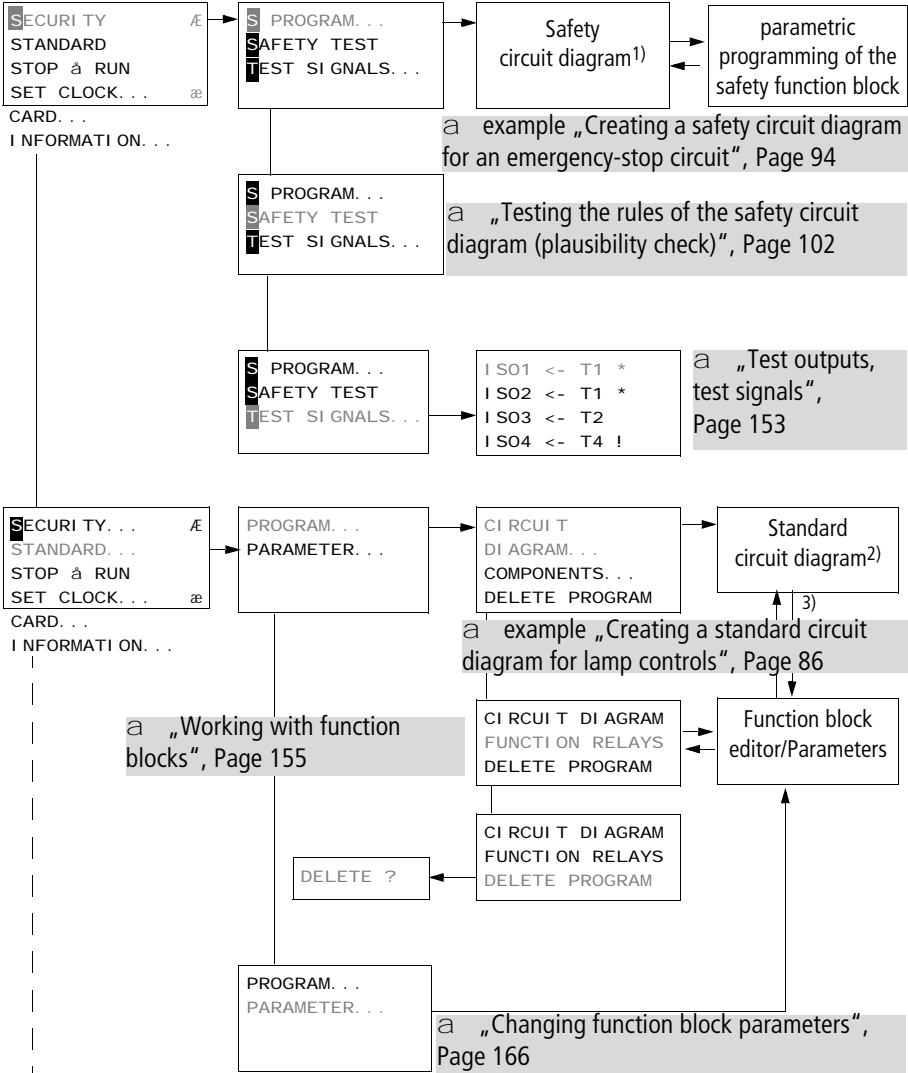 SECURITY Æ
STANDARD
STOP å RUN
SET CLOCK... æ
CARD...
INFORMATION...
S PROGRAM...
SAFETY TEST
TEST SIGNALS...
Safety
circuit diagram1)
parametric
programming of the
safety function block
a example „Creating a safety circuit diagram
for an emergency-stop circuit“, Page 94
S PROGRAM...
SAFETY TEST
TEST SIGNALS...
a „Testing the rules of the safety circuit
diagram (plausibility check)“, Page 102
S PROGRAM...
SAFETY TEST
TEST SIGNALS...
ISO1 <- T1 *
ISO2 <- T1 *
ISO3 <- T2
ISO4 <- T4 !
a „Test outputs,
test signals“,
Page 153
SECURITY... Æ
STANDARD...
STOP å RUN
SET CLOCK... æ
CARD...
INFORMATION...
PROGRAM...
PARAMETER...
CIRCUIT
DIAGRAM...
COMPONENTS...
DELETE PROGRAM
Standard
circuit diagram2)
3)
a example „Creating a standard circuit
diagram for lamp controls“, Page 86
a „Working with function
blocks“, Page 155
CIRCUIT DIAGRAM
FUNCTION RELAYS
DELETE PROGRAM
Function block
editor/Parameters
CIRCUIT DIAGRAM
FUNCTION RELAYS
DELETE PROGRAM
DELETE ?
PROGRAM...
PARAMETER...
a „Changing function block parameters“,
Page 166